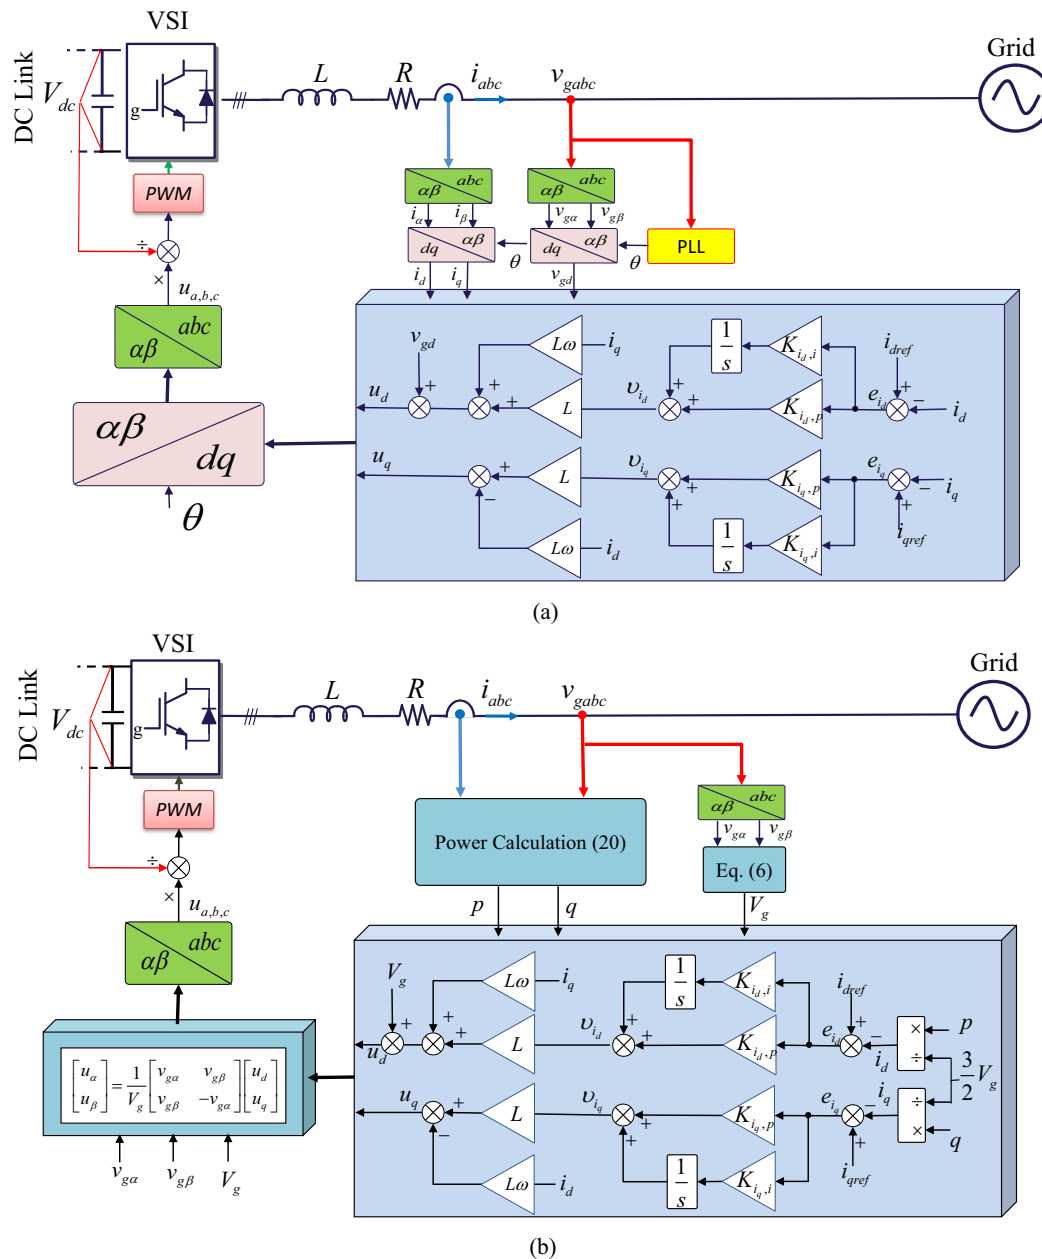 VSI
DC Link
V_dc
g
L
R
i_abc
v_gabc
Grid
PWM
÷
×
u_a,b,c
abc
αβ
αβ
dq
θ
abc
αβ
i_α
i_β
αβ
dq
θ
i_d
i_q
abc
αβ
v_gα
v_gβ
αβ
dq
θ
PLL
v_gd
v_gd
Lω
i_q
1/s
K_id,i
i_dref
u_d
+
+
+
+
L
υ_id
+
+
K_id,p
e_id
+
−
i_d
u_q
+
−
L
υ_iq
+
+
K_iq,p
e_iq
−
+
i_q
i_qref
Lω
i_d
1/s
K_iq,i
(a)
VSI
DC Link
V_dc
g
L
R
i_abc
v_gabc
Grid
PWM
÷
×
u_a,b,c
abc
αβ
Power Calculation (20)
p
q
abc
αβ
v_gα
v_gβ
Eq. (6)
V_g
V_g
Lω
i_q
1/s
K_id,i
i_dref
u_d
+
+
+
L
υ_id
+
+
K_id,p
e_id
+
−
i_d
×
÷
p
3/2 V_g
u_q
+
−
L
υ_iq
+
+
K_iq,p
e_iq
−
+
i_q
÷
×
q
i_qref
Lω
i_d
1/s
K_iq,i
[u_α u_β] = 1/V_g [v_gα v_gβ v_gβ −v_gα] [u_d u_q]
v_gα
v_gβ
V_g
(b)